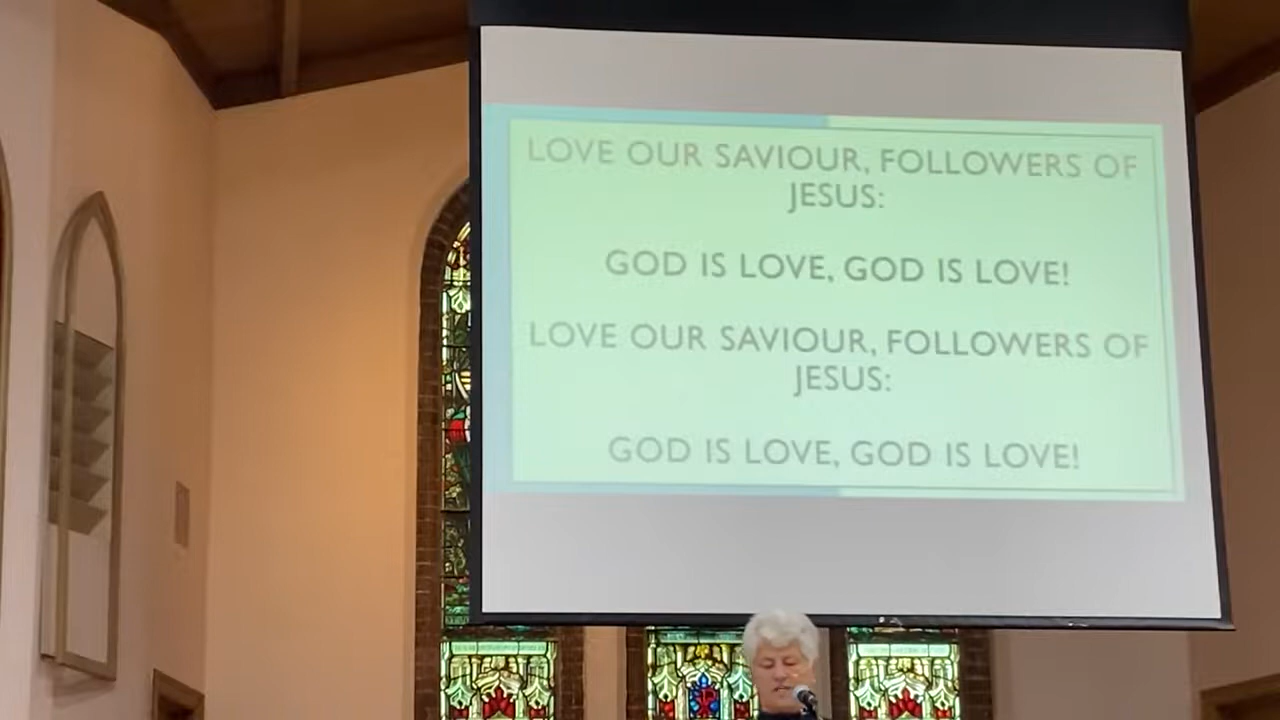 LOVE OUR SAVIOUR, FOLLOWERS OF
JESUS:
GOD IS LOVE, GOD IS LOVE!
LOVE OUR SAVIOUR, FOLLOWERS OF
JESUS:
GOD IS LOVE, GOD IS LOVE!